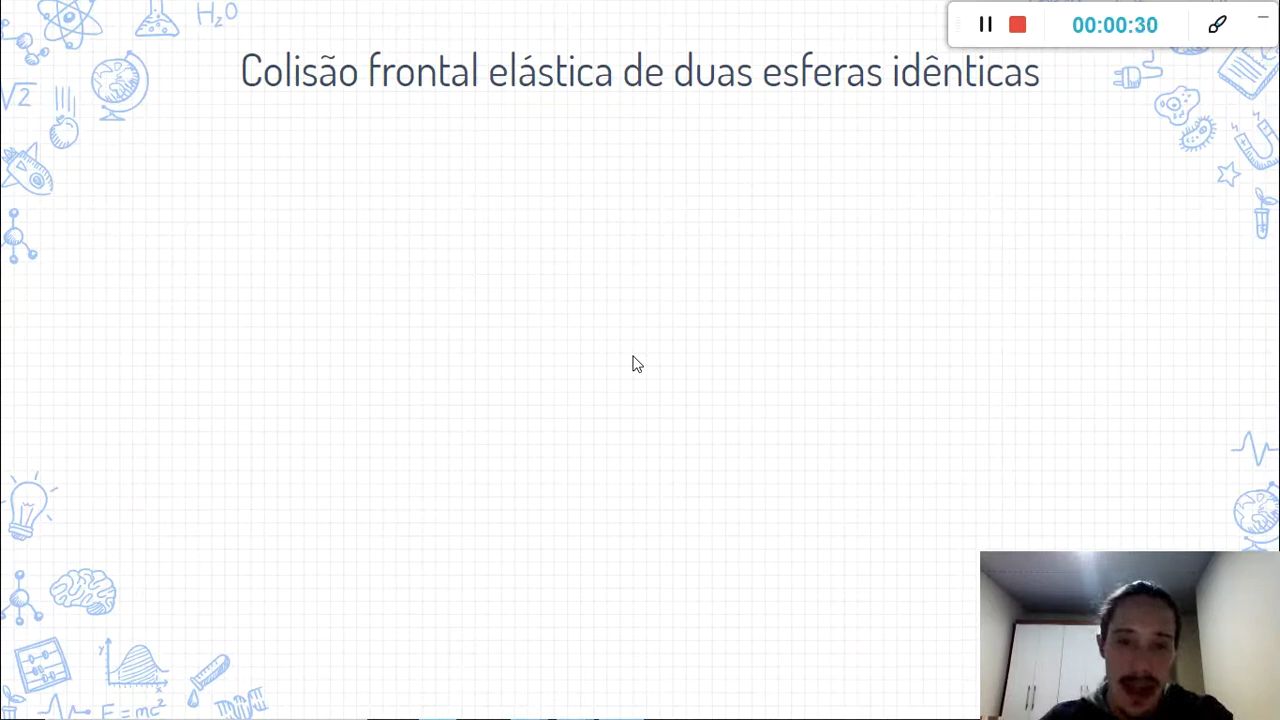 H₂O
00:00:30
Colisão frontal elástica de duas esferas idênticas
√2
y
x
E=mc²